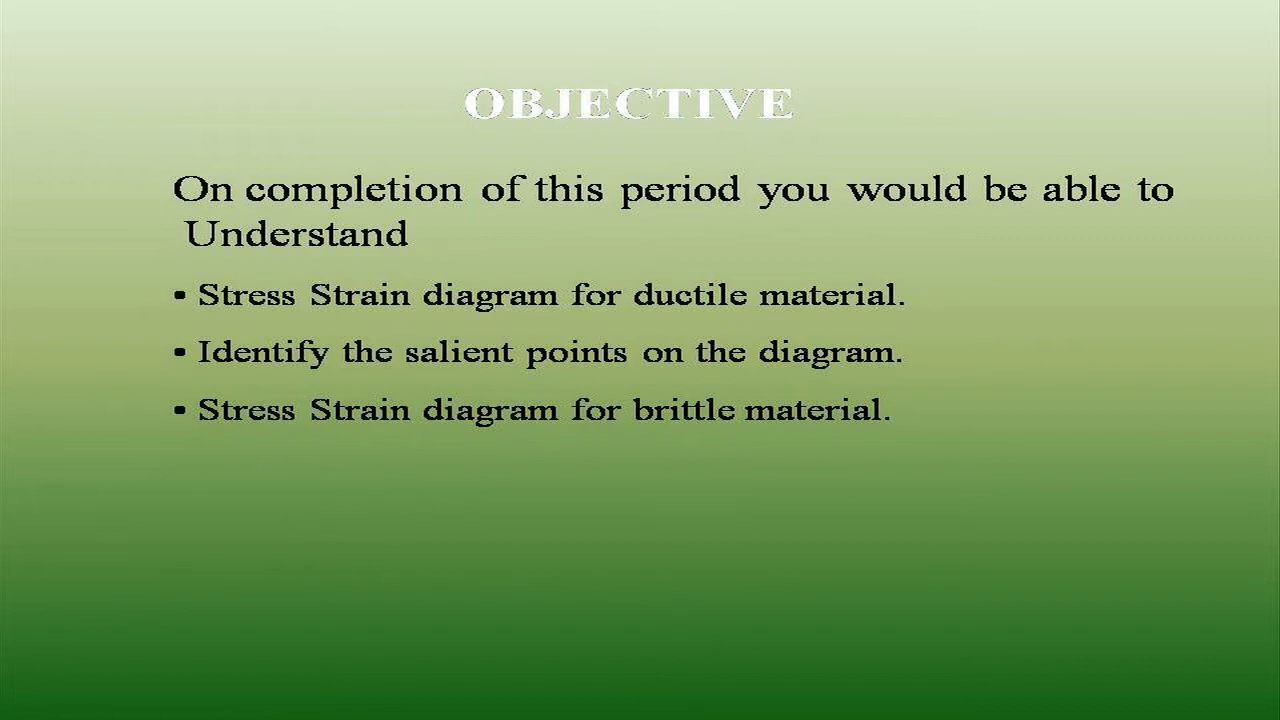 OBJECTIVE
On completion of this period you would be able to
Understand
• Stress Strain diagram for ductile material.
• Identify the salient points on the diagram.
• Stress Strain diagram for brittle material.